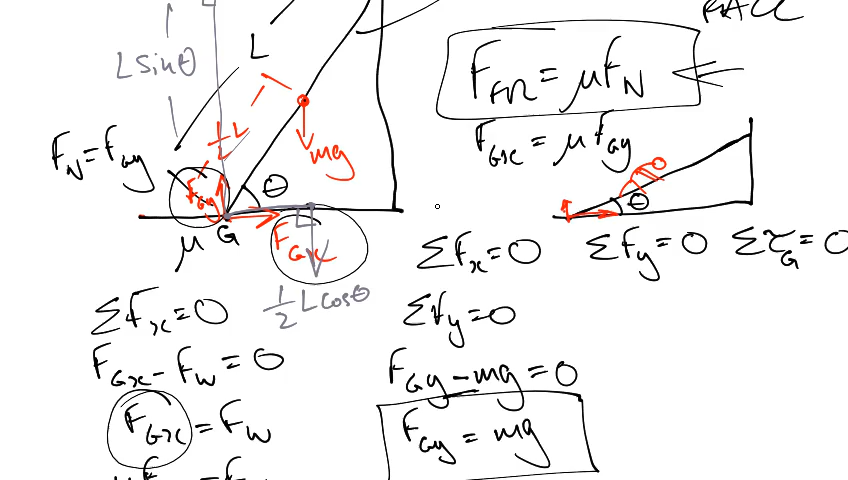 L sinθ
L
½L
mg
F_N = F_Gy
F_Gy
θ
μ
G
F_Gx
½ L cosθ
F_FR = μF_N
F_Gx = μF_Gy
θ
ΣF_x = 0
ΣF_y = 0
Στ_G = 0
ΣF_x = 0
F_Gx - F_W = 0
F_Gx = F_W
ΣF_y = 0
F_Gy - mg = 0
F_Gy = mg